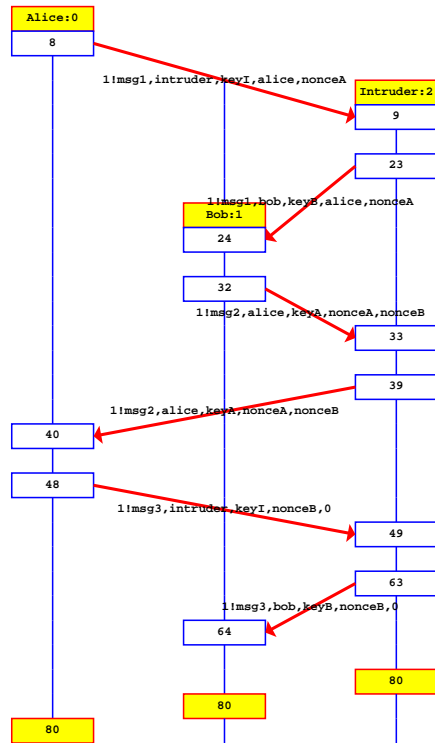 Alice:0
8
1!msg1,intruder,keyI,alice,nonceA
Intruder:2
9
23
1!msg1,bob,keyB,alice,nonceA
Bob:1
24
32
1!msg2,alice,keyA,nonceA,nonceB
33
39
1!msg2,alice,keyA,nonceA,nonceB
40
48
1!msg3,intruder,keyI,nonceB,0
49
63
1!msg3,bob,keyB,nonceB,0
64
80
80
80